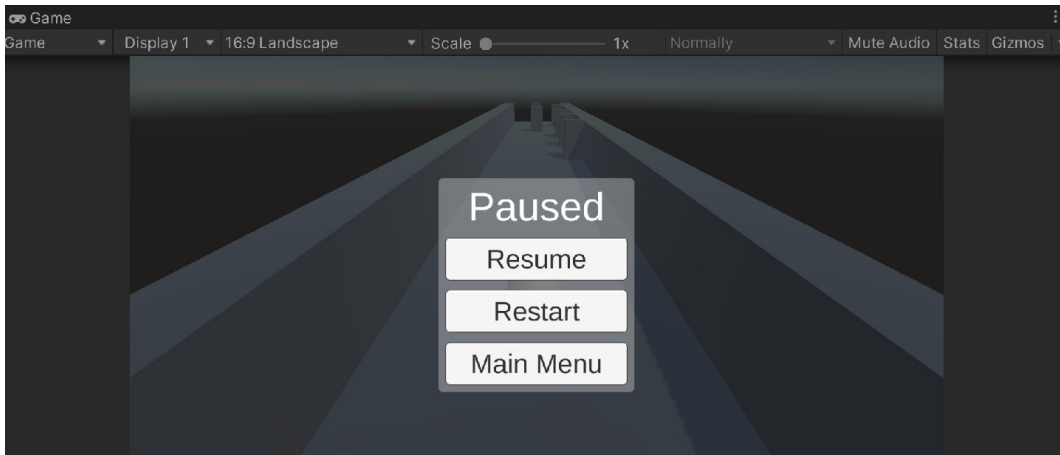 Game
Game Display 1 16:9 Landscape Scale 1x Normally Mute Audio Stats Gizmos
Paused
Resume
Restart
Main Menu